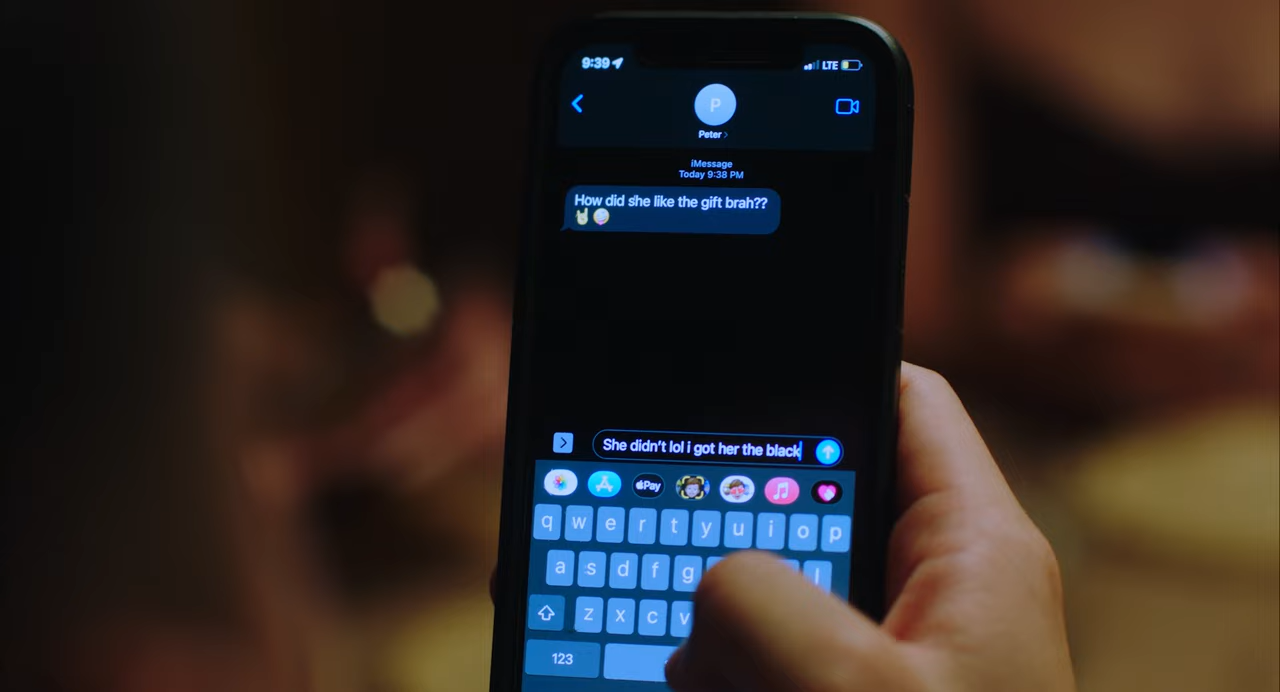 9:39
LTE
P
Peter
iMessage
Today 9:38 PM
How did she like the gift brah??
🤘🤪
She didn't lol i got her the black
Pay
q w e r t y u i o p
a s d f g l
z x c v
123